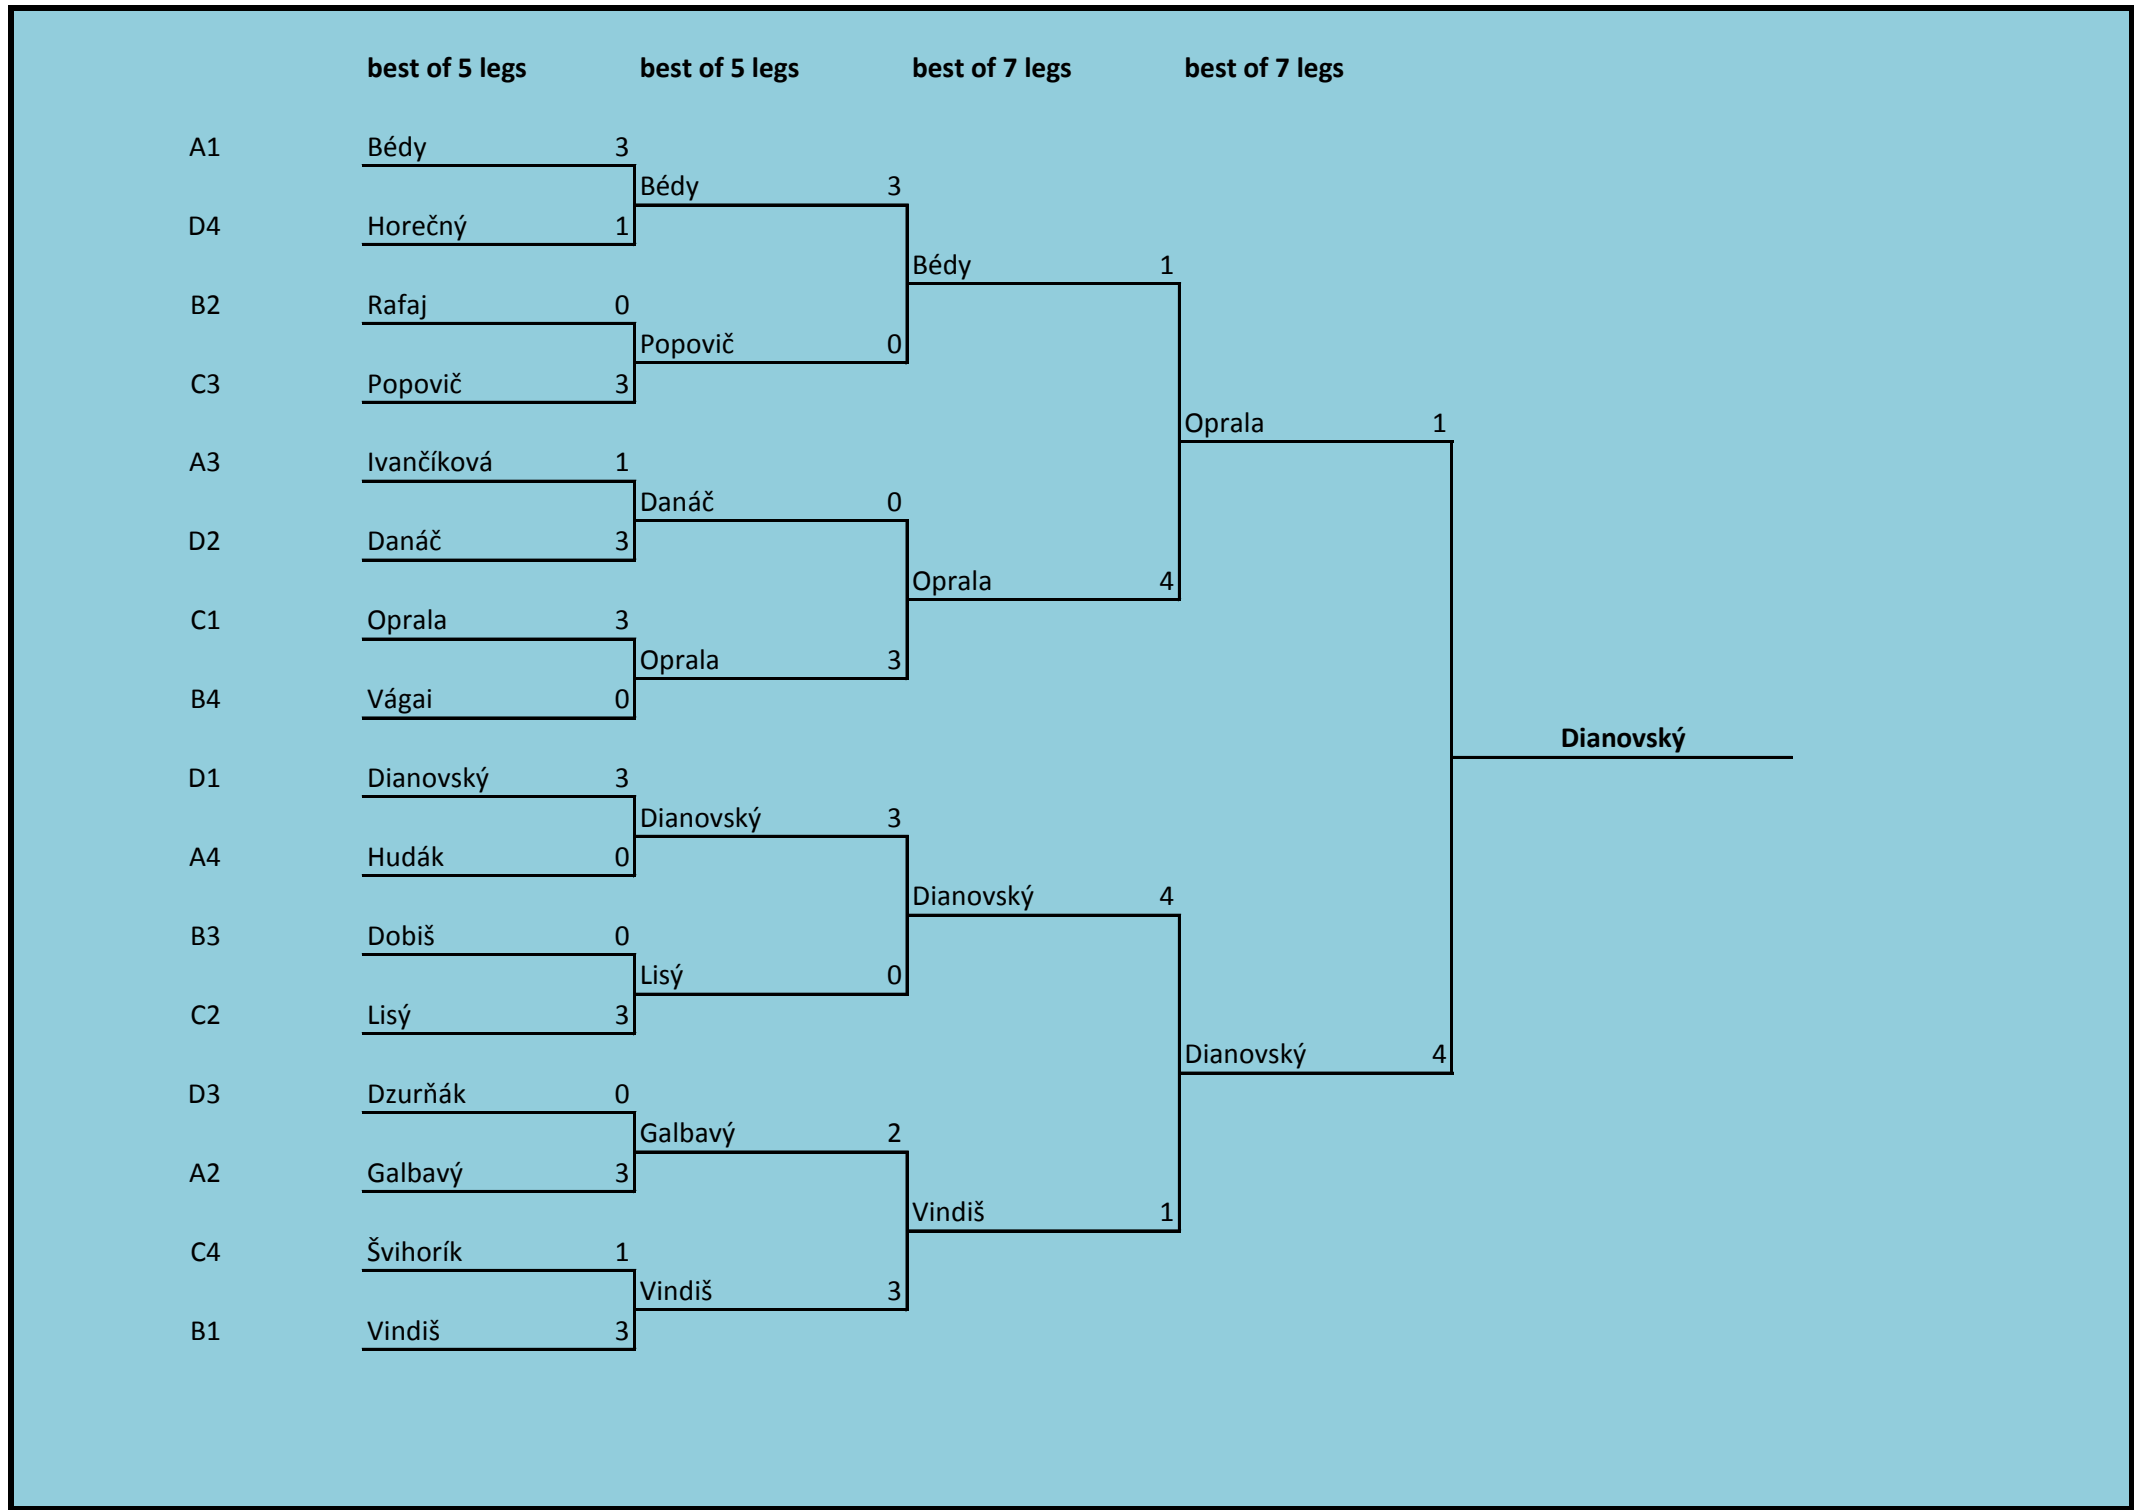 best of 5 legs best of 5 legs best of 7 legs best of 7 legs
A1 Bédy 3
Bédy 3
D4 Horečný 1
Bédy 1
B2 Rafaj 0
Popovič 0
C3 Popovič 3
Oprala 1
A3 Ivančíková 1
Danáč 0
D2 Danáč 3
Oprala 4
C1 Oprala 3
Oprala 3
B4 Vágai 0
Dianovský
D1 Dianovský 3
Dianovský 3
A4 Hudák 0
Dianovský 4
B3 Dobiš 0
Lisý 0
C2 Lisý 3
Dianovský 4
D3 Dzurňák 0
Galbavý 2
A2 Galbavý 3
Vindiš 1
C4 Švihorík 1
Vindiš 3
B1 Vindiš 3